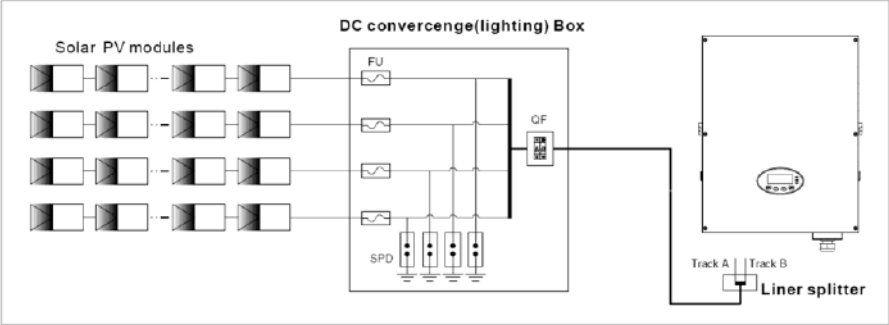 DC convercenge(lighting) Box
Solar PV modules
FU
QF
SPD
Track A
Track B
Liner splitter